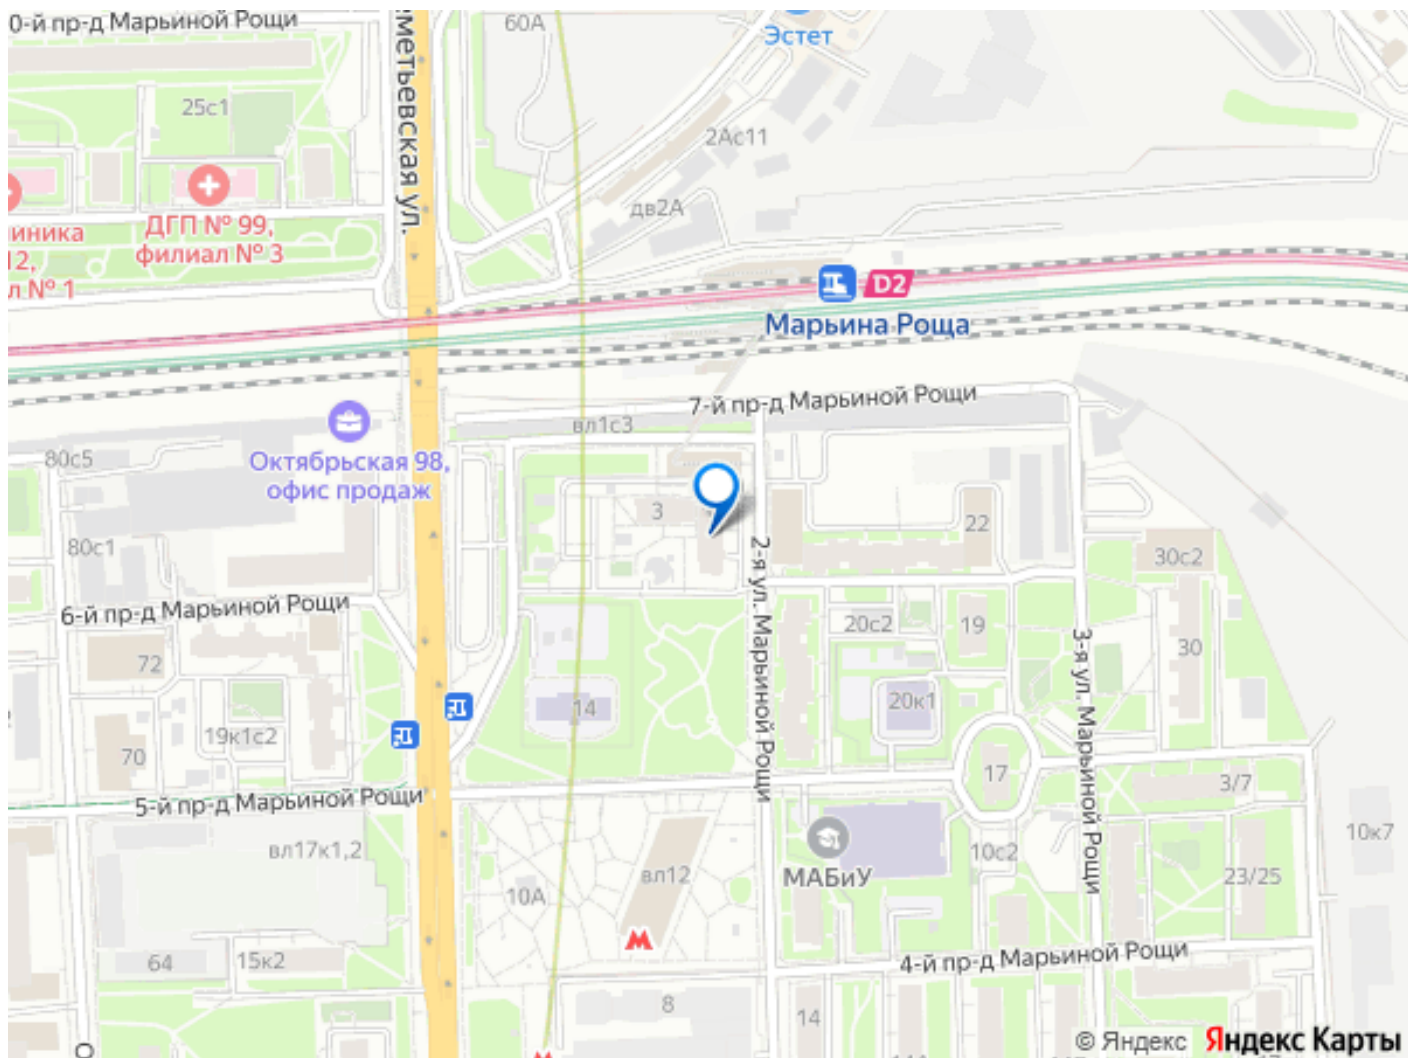 0-й пр-д Марьиной Рощи
60А
Эстет
25с1
2Ас11
ДГП № 99,
филиал № 3
иника
12,
л № 1
метьевская ул.
дв2А
D2
Марьина Роща
7-й пр-д Марьиной Рощи
вл1с3
80с5
Октябрьская 98,
офис продаж
3
22
80с1
30с2
2-я ул. Марьиной Рощи
6-й пр-д Марьиной Рощи
20с2
19
30
3-я ул. Марьиной Рощи
72
20к1
14
19к1с2
70
17
3/7
5-й пр-д Марьиной Рощи
10к7
вл17к1,2
10с2
МАБиУ
вл12
10А
23/25
64
15к2
4-й пр-д Марьиной Рощи
8
14
© Яндекс Яндекс Карты